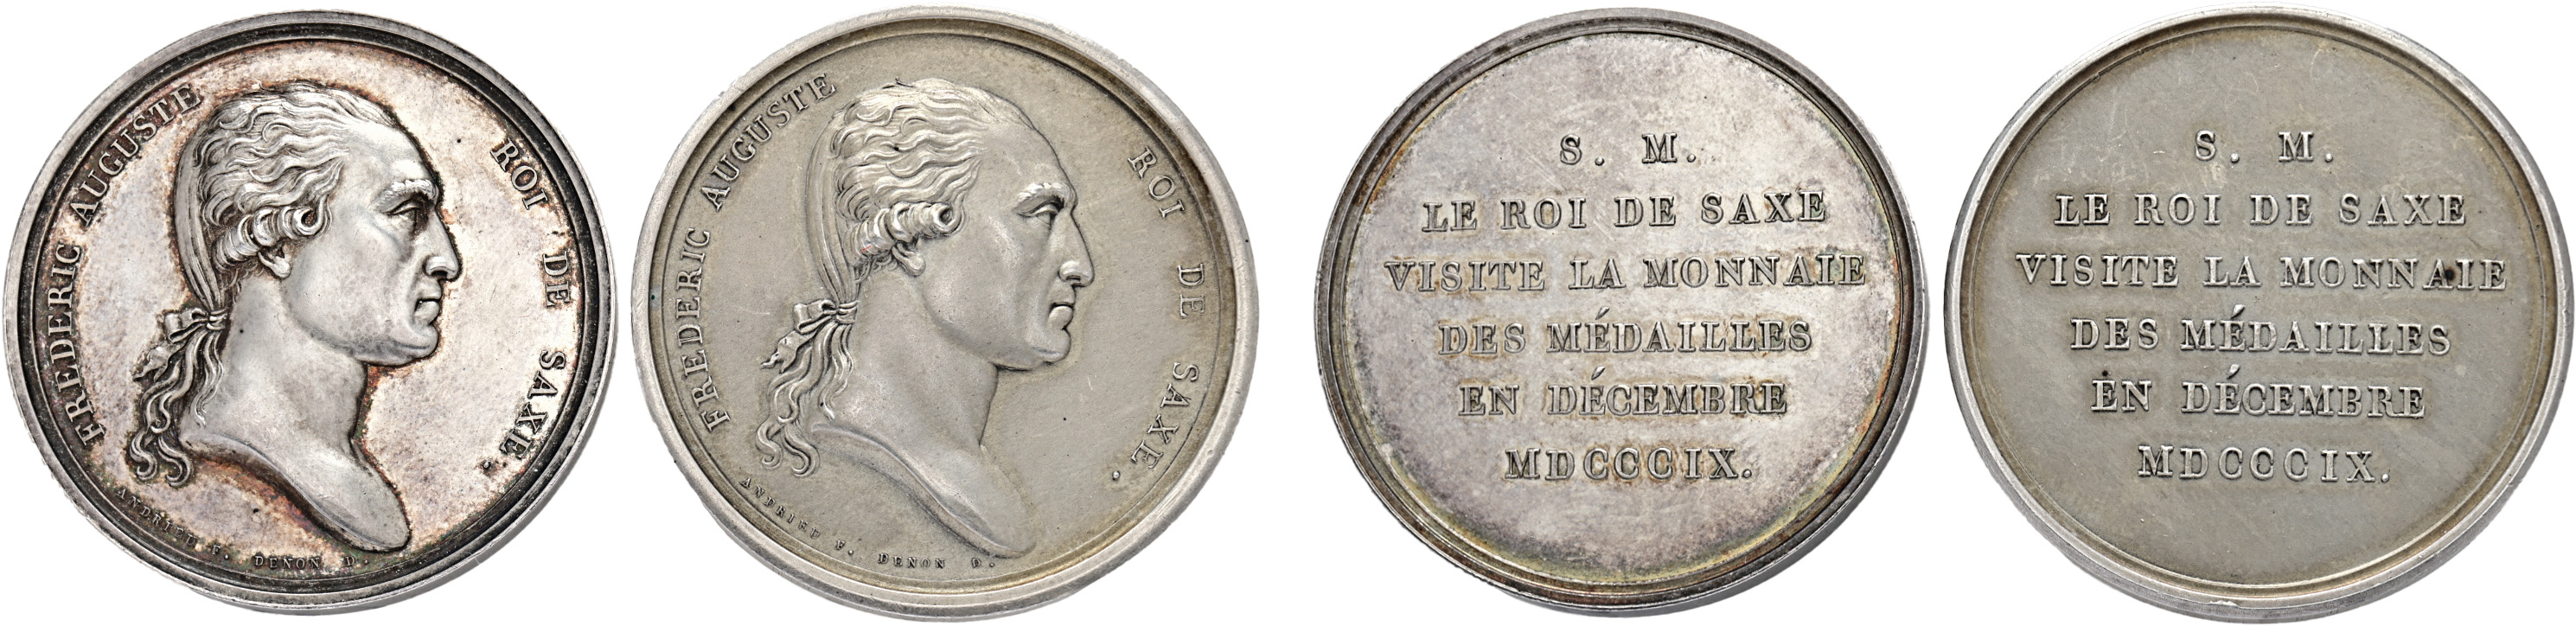 FREDERIC AUGUSTE ROI DE SAXE.
ANDRIEU F. DENON D.
FREDERIC AUGUSTE ROI DE SAXE.
ANDRIEU F. DENON D.
S. M.
LE ROI DE SAXE
VISITE LA MONNAIE
DES MÉDAILLES
EN DÉCEMBRE
MDCCCIX.
S. M.
LE ROI DE SAXE
VISITE LA MONNAIE
DES MÉDAILLES
EN DÉCEMBRE
MDCCCIX.